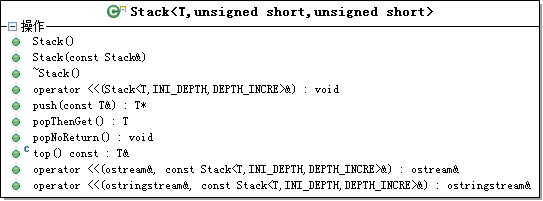 Stack<T,unsigned short,unsigned short>
操作
Stack()
Stack(const Stack&)
~Stack()
operator <<(Stack<T,INI_DEPTH,DEPTH_INCRE>&) : void
push(const T&) : T*
popThenGet() : T
popNoReturn() : void
top() const : T&
operator <<(ostream&, const Stack<T,INI_DEPTH,DEPTH_INCRE>&) : ostream&
operator <<(ostringstream&, const Stack<T,INI_DEPTH,DEPTH_INCRE>&) : ostringstream&